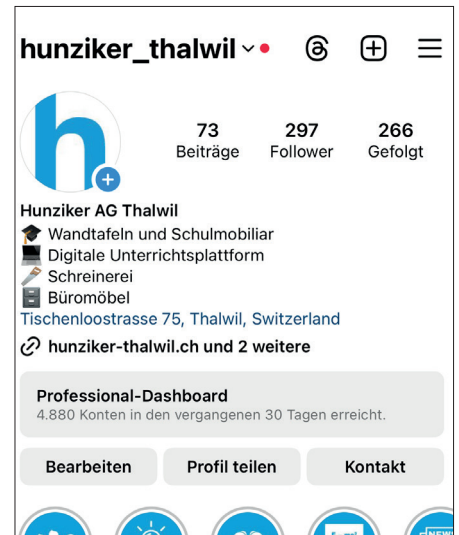 hunziker_thalwil
h
73 297 266
Beiträge Follower Gefolgt
Hunziker AG Thalwil
Wandtafeln und Schulmobiliar
Digitale Unterrichtsplattform
Schreinerei
Büromöbel
Tischenloostrasse 75, Thalwil, Switzerland
hunziker-thalwil.ch und 2 weitere
Professional-Dashboard
4.880 Konten in den vergangenen 30 Tagen erreicht.
Bearbeiten Profil teilen Kontakt
NEW